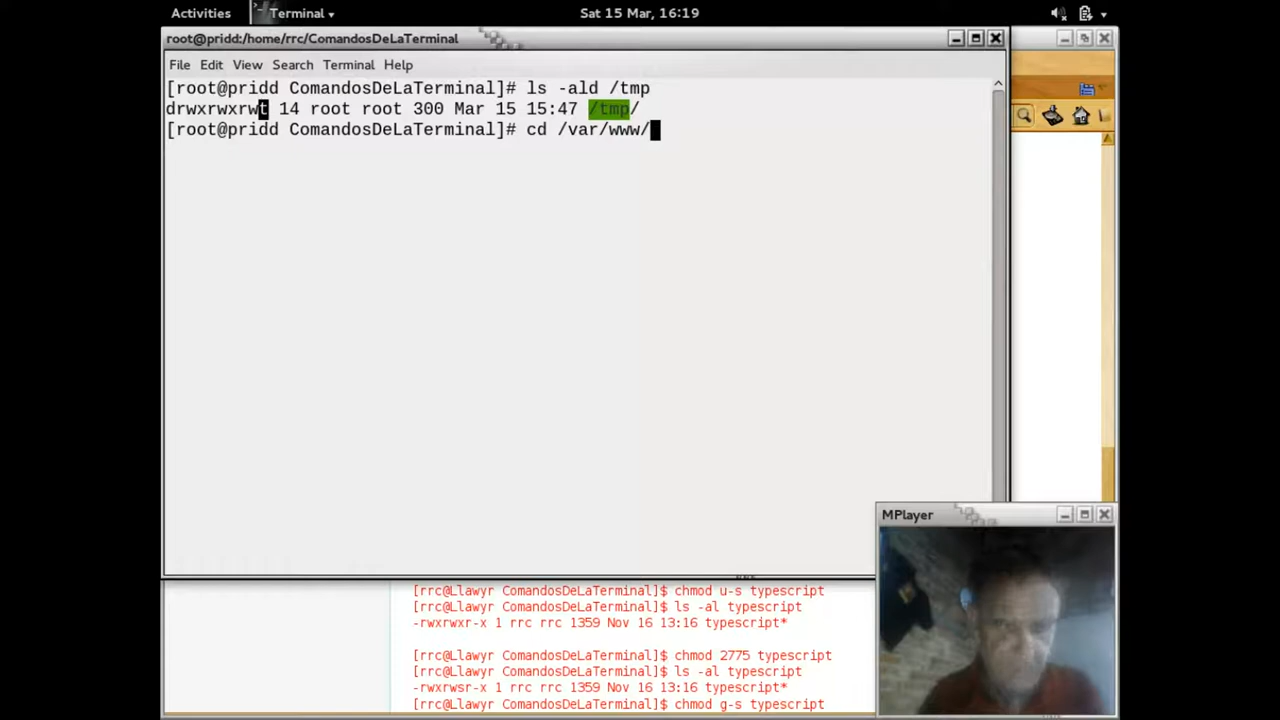 Activities Terminal Sat 15 Mar, 16:19
root@pridd:/home/rrc/ComandosDeLaTerminal
File Edit View Search Terminal Help
[root@pridd ComandosDeLaTerminal]# ls -ald /tmp
drwxrwxrwt 14 root root 300 Mar 15 15:47 /tmp/
[root@pridd ComandosDeLaTerminal]# cd /var/www/
MPlayer
[rrc@Llawyr ComandosDeLaTerminal]$ chmod u-s typescript
[rrc@Llawyr ComandosDeLaTerminal]$ ls -al typescript
-rwxrwxr-x 1 rrc rrc 1359 Nov 16 13:16 typescript*
[rrc@Llawyr ComandosDeLaTerminal]$ chmod 2775 typescript
[rrc@Llawyr ComandosDeLaTerminal]$ ls -al typescript
-rwxrwsr-x 1 rrc rrc 1359 Nov 16 13:16 typescript*
[rrc@Llawyr ComandosDeLaTerminal]$ chmod g-s typescript